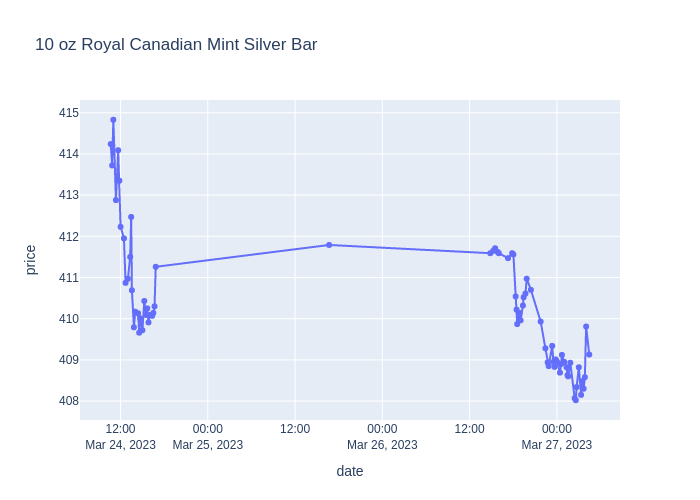 10 oz Royal Canadian Mint Silver Bar
415
414
413
412
411
410
409
408
price
12:00 00:00 12:00 00:00 12:00 00:00
Mar 24, 2023 Mar 25, 2023 Mar 26, 2023 Mar 27, 2023
date